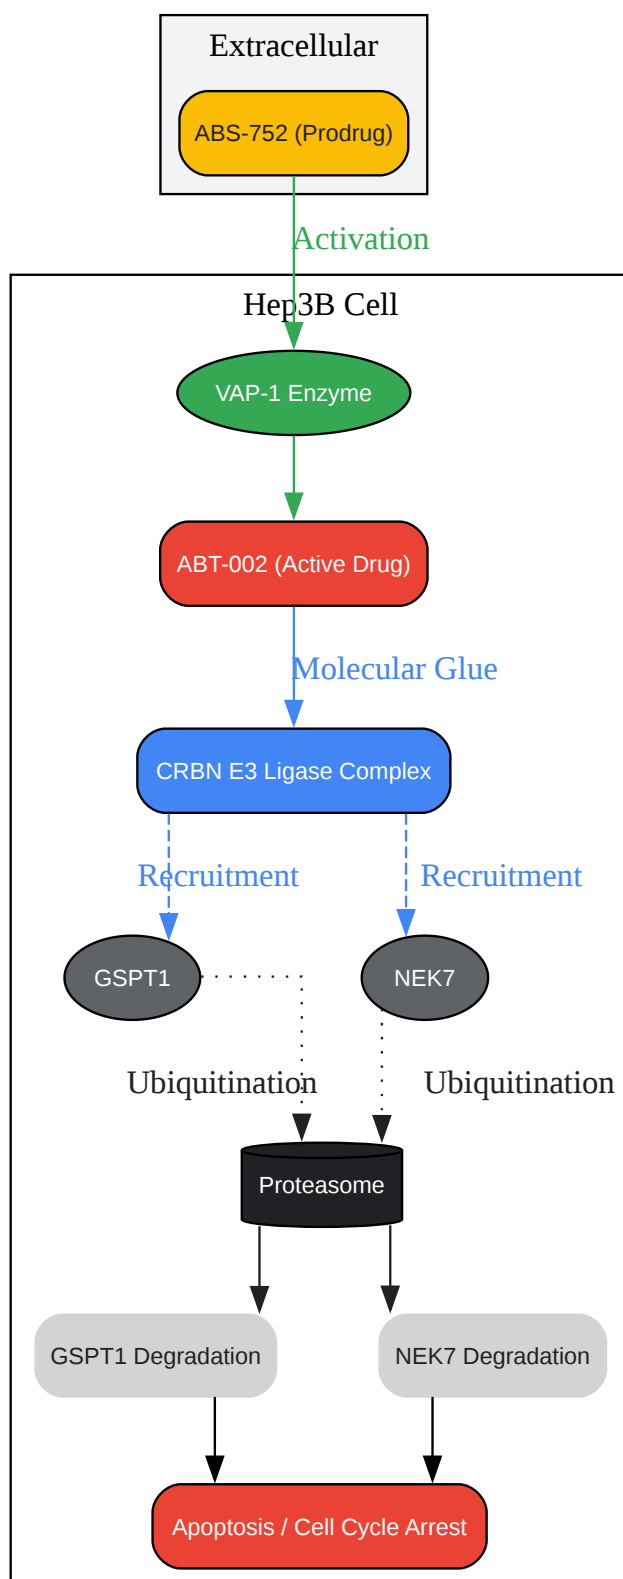 Extracellular
ABS-752 (Prodrug)
Activation
Hep3B Cell
VAP-1 Enzyme
ABT-002 (Active Drug)
Molecular Glue
CRBN E3 Ligase Complex
Recruitment
Recruitment
GSPT1
NEK7
Ubiquitination
Ubiquitination
Proteasome
GSPT1 Degradation
NEK7 Degradation
Apoptosis / Cell Cycle Arrest